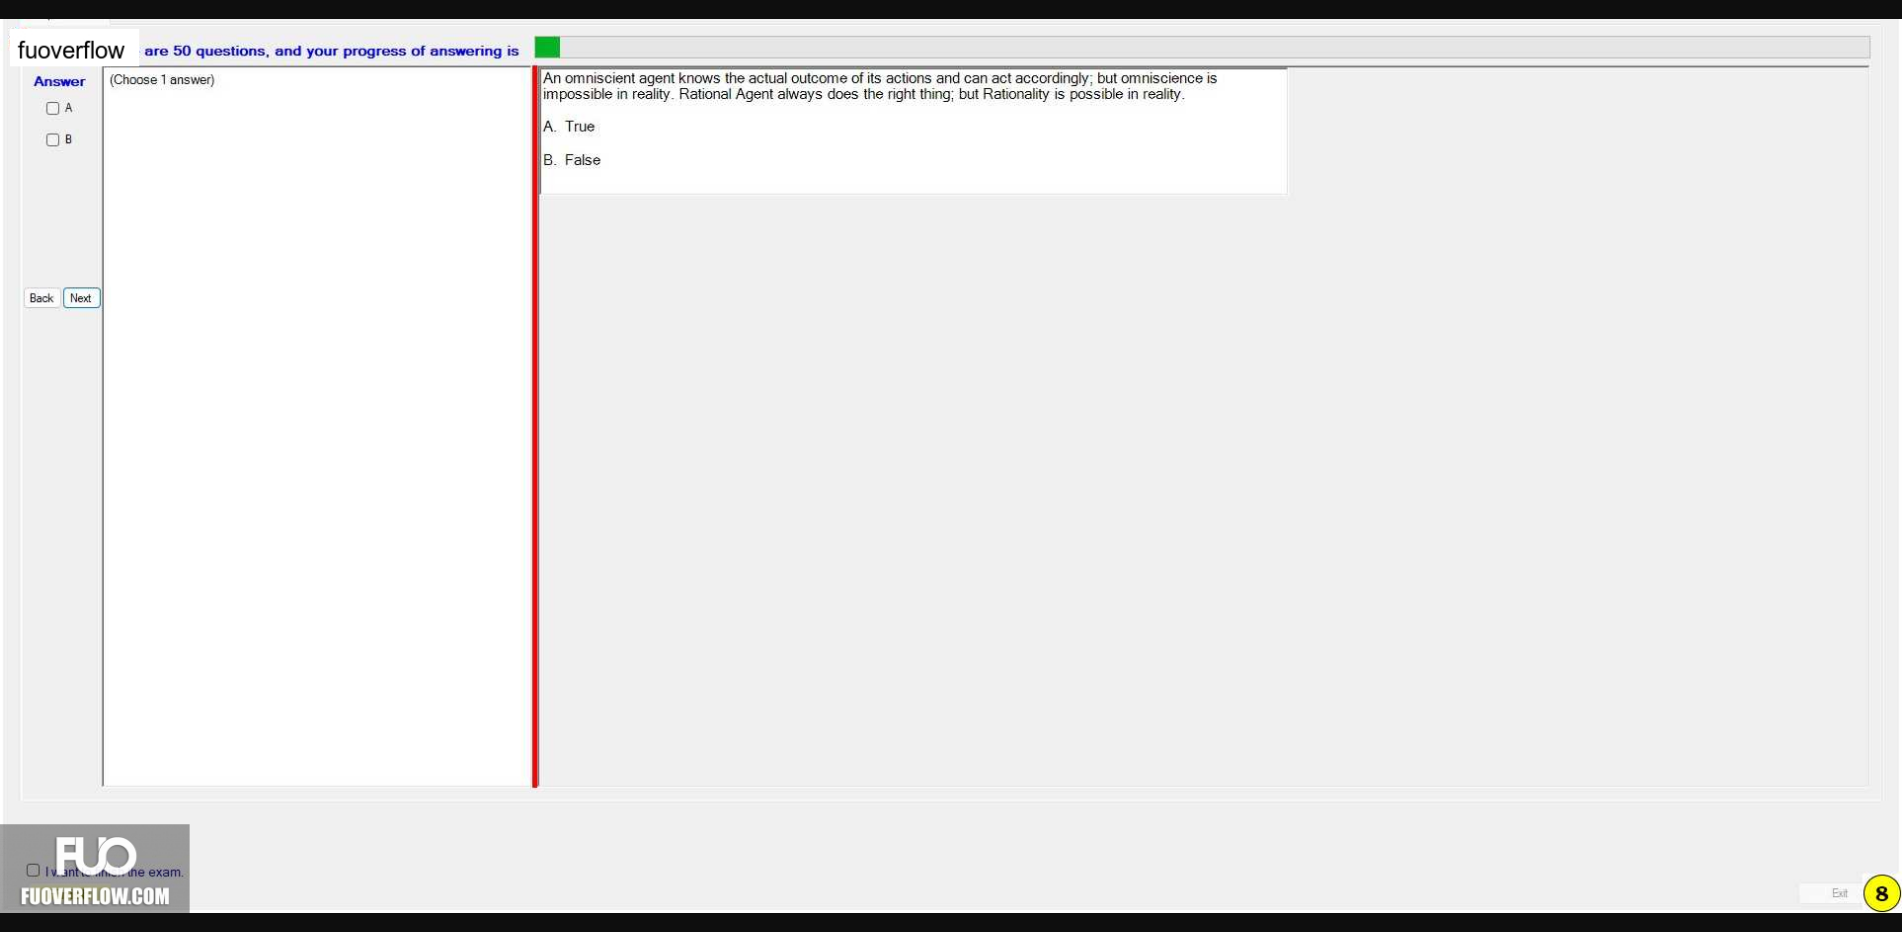 fuoverflow are 50 questions, and your progress of answering is
Answer
(Choose 1 answer)
A
B
Back Next
An omniscient agent knows the actual outcome of its actions and can act accordingly; but omniscience is
impossible in reality. Rational Agent always does the right thing; but Rationality is possible in reality.
A. True
B. False
FUO
I want to finish the exam.
FUOVERFLOW.COM
Exit
8